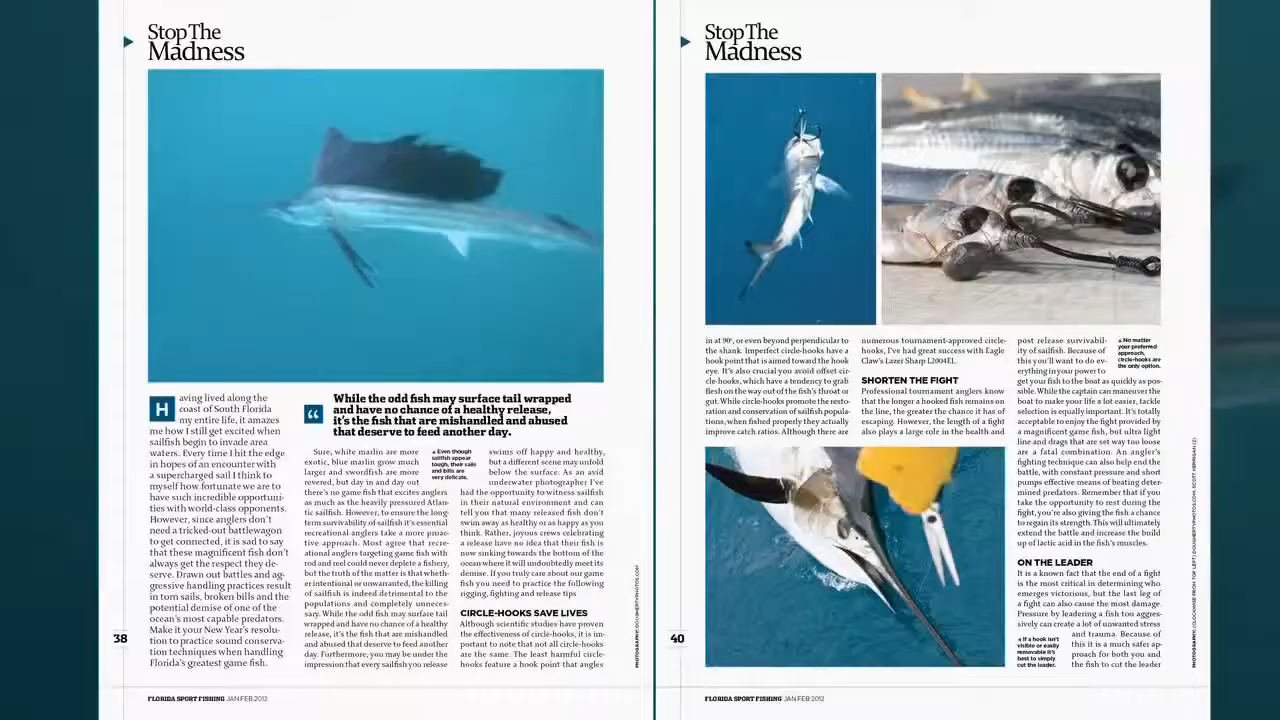 Stop The
Madness
H
aving lived along the
coast of South Florida
my entire life, it amazes
me how I still get excited when
sailfish begin to invade area
waters. Every time I hit the edge
in hopes of an encounter with
a supercharged sail I think to
myself how fortunate we are to
have such incredible opportuni-
ties with world-class opponents.
However, since anglers don't
need a tricked-out battlewagon
to get connected, it is sad to say
that these magnificent fish don't
always get the respect they de-
serve. Drawn out battles and ag-
gressive handling practices result
in torn sails, broken bills and the
potential demise of one of the
ocean's most capable predators.
Make it your New Year's resolu-
tion to practice sound conserva-
tion techniques when handling
Florida's greatest game fish.
“
While the odd fish may surface tail wrapped
and have no chance of a healthy release,
it's the fish that are mishandled and abused
that deserve to feed another day.
Sure, white marlin are more
exotic, blue marlin grow much
larger and swordfish are more
revered, but day in and day out
there's no game fish that excites anglers
as much as the heavily pressured Atlan-
tic sailfish. However, to ensure the long-
term survivability of sailfish it's essential
recreational anglers take a more proac-
tive approach. Most agree that recre-
ational anglers targeting game fish with
rod and reel could never deplete a fishery,
but the truth of the matter is that wheth-
er intentional or unwanted, the killing
of sailfish is indeed detrimental to the
populations and completely unneces-
sary. While the odd fish may surface tail
wrapped and have no chance of a healthy
release, it's the fish that are mishandled
and abused that deserve to feed another
day. Furthermore, you may be under the
impression that every sailfish you release
Even though
sailfish appear
tough, their sails
and bills are
very delicate.
swims off happy and healthy,
but a different scene may unfold
below the surface. As an avid
underwater photographer I've
had the opportunity to witness sailfish
in their natural environment and can
tell you that many released fish don't
swim away as healthy or as happy as you
think. Rather, joyous crews celebrating
a release have no idea that their fish is
now sinking towards the bottom of the
ocean where it will undoubtedly meet its
demise. If you truly care about our game
fish you need to practice the following
rigging, fighting and release tips
CIRCLE-HOOKS SAVE LIVES
Although scientific studies have proven
the effectiveness of circle-hooks, it is im-
portant to note that not all circle-hooks
are the same. The least harmful circle-
hooks feature a hook point that angles
PHOTOGRAPHY: DOUGHERTYPHOTOS.COM
38
FLORIDA SPORT FISHING JAN.FEB.2012
Stop The
Madness
in at 90°, or even beyond perpendicular to
the shank. Imperfect circle-hooks have a
hook point that is aimed toward the hook
eye. It's also crucial you avoid offset cir-
cle-hooks, which have a tendency to grab
flesh on the way out of the fish's throat or
gut. While circle-hooks promote the resto-
ration and conservation of sailfish popula-
tions, when fished properly they actually
improve catch ratios. Although there are
numerous tournament-approved circle-
hooks, I've had great success with Eagle
Claw's Lazer Sharp L2004EL.
SHORTEN THE FIGHT
Professional tournament anglers know
that the longer a hooked fish remains on
the line, the greater the chance it has of
escaping. However, the length of a fight
also plays a large role in the health and
post release survivabil-
ity of sailfish. Because of
this you'll want to do ev-
erything in your power to
get your fish to the boat as quickly as pos-
sible. While the captain can maneuver the
boat to make your life a lot easier, tackle
selection is equally important. It's totally
acceptable to enjoy the fight provided by
a magnificent game fish, but ultra light
line and drags that are set way too loose
are a fatal combination. An angler's
fighting technique can also help end the
battle, with constant pressure and short
pumps effective means of beating deter-
mined predators. Remember that if you
take the opportunity to rest during the
fight, you're also giving the fish a chance
to regain its strength. This will ultimately
extend the battle and increase the build
up of lactic acid in the fish's muscles.
No matter
your preferred
approach,
circle-hooks are
the only option.
ON THE LEADER
It is a known fact that the end of a fight
is the most critical in determining who
emerges victorious, but the last leg of
a fight can also cause the most damage.
Pressure by leadering a fish too aggres-
sively can create a lot of unwanted stress
and trauma. Because of
this it is a much safer ap-
proach for both you and
the fish to cut the leader
If a hook isn't
visible or easily
removable it's
best to simply
cut the leader.
PHOTOGRAPHY: (CLOCKWISE FROM TOP LEFT) DOUGHERTYPHOTOS.COM; SCOTT KERRIGAN (2)
40
FLORIDA SPORT FISHING JAN.FEB.2012